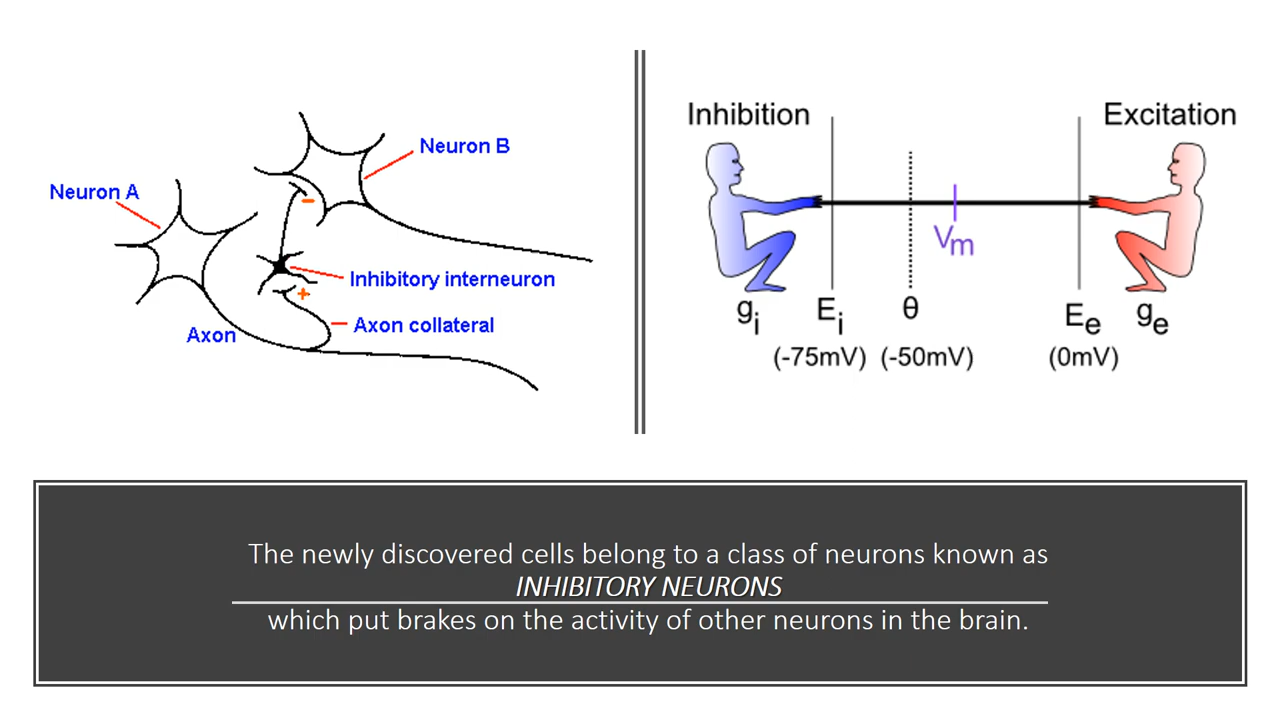 Neuron B
Neuron A
Inhibitory interneuron
Axon collateral
Axon
−
+
Inhibition
Excitation
Vm
gi
Ei
θ
Ee
ge
(-75mV)
(-50mV)
(0mV)
The newly discovered cells belong to a class of neurons known as
INHIBITORY NEURONS
which put brakes on the activity of other neurons in the brain.